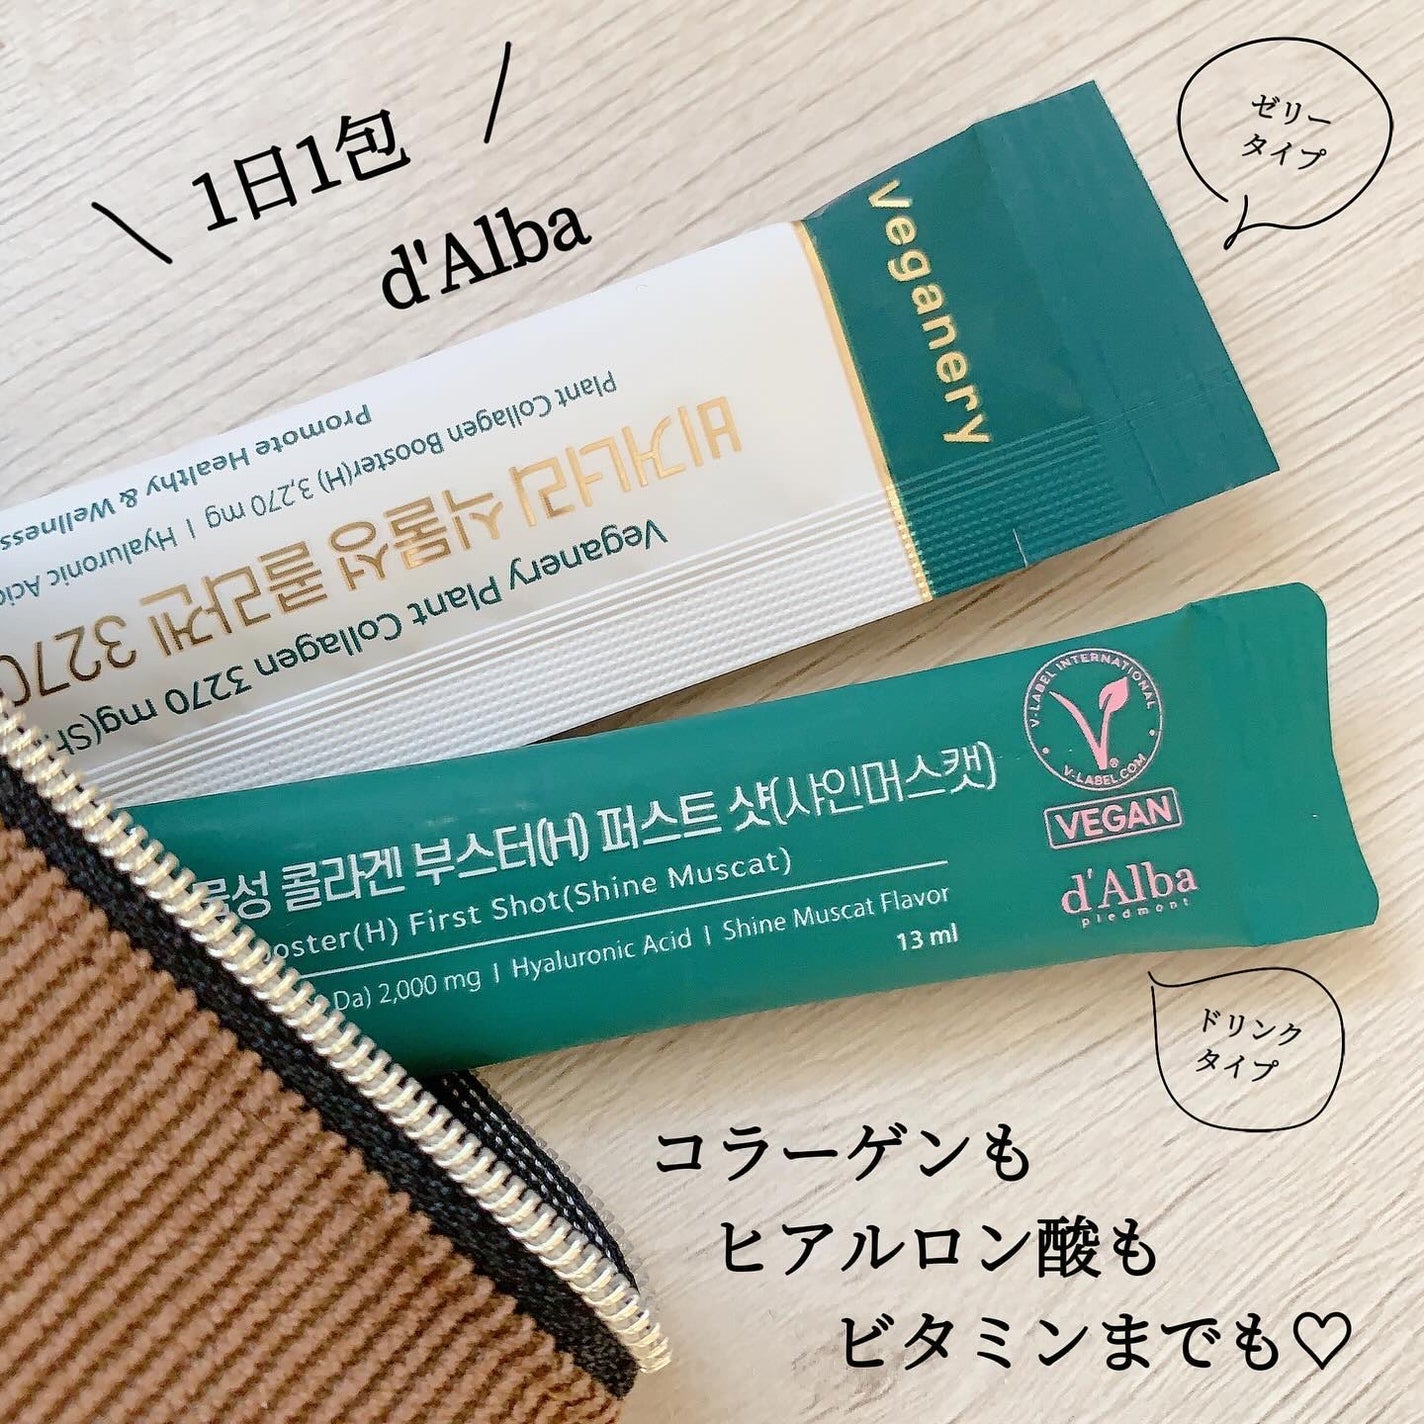 1日1包
d'Alba
ゼリー
タイプ
Veganery
Veganery Plant Collagen 3270 mg(Sh
비거너리 식물성 콜라겐 3270
Plant Collagen Booster(H) 3,270 mg | Hyaluronic Acid
Promote Healthy & Wellness
성 콜라겐 부스터(H) 퍼스트 샷(샤인머스캣)
oster(H) First Shot(Shine Muscat)
Da) 2,000 mg | Hyaluronic Acid | Shine Muscat Flavor
13 ml
V-LABEL INTERNATIONAL
V-LABEL.COM
VEGAN
d'Alba
piedmont
ドリンク
タイプ
コラーゲンも
ヒアルロン酸も
ビタミンまでも♡